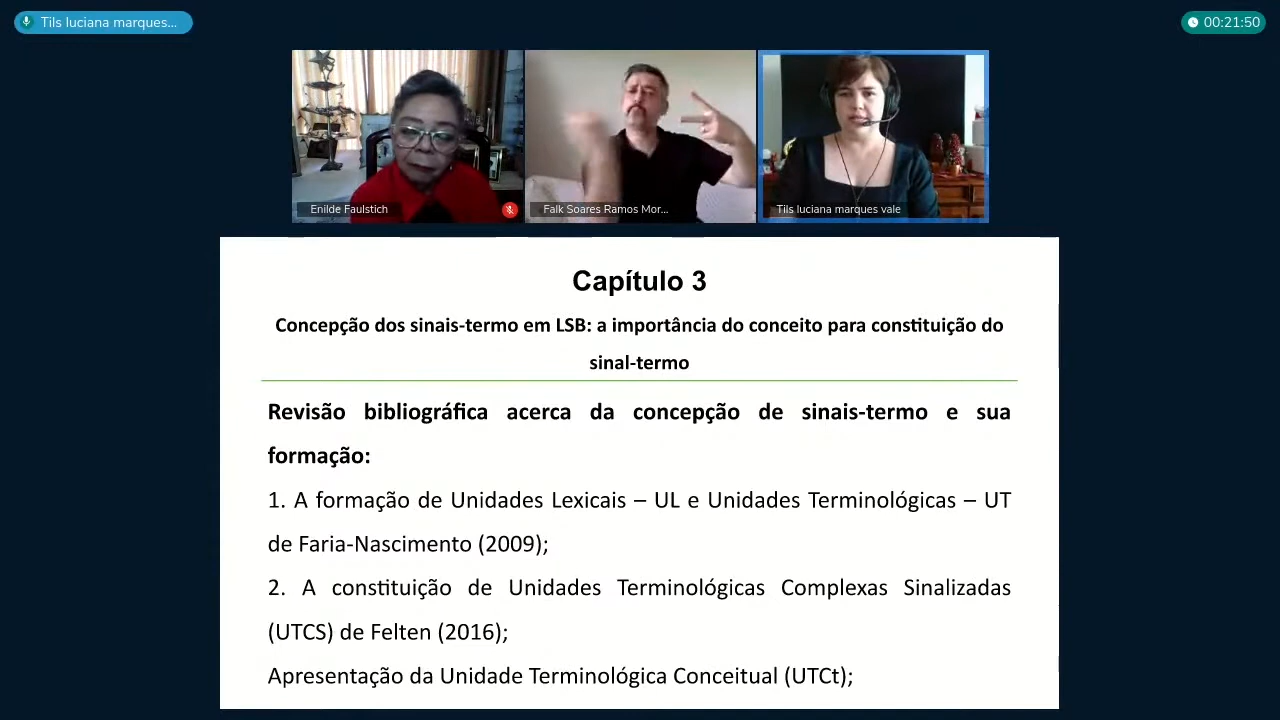 Tils luciana marques...
00:21:50
Enilde Faulstich
Falk Soares Ramos Mor...
Tils luciana marques vale
Capítulo 3
Concepção dos sinais-termo em LSB: a importância do conceito para constituição do
sinal-termo
Revisão bibliográfica acerca da concepção de sinais-termo e sua
formação:
1. A formação de Unidades Lexicais – UL e Unidades Terminológicas – UT
de Faria-Nascimento (2009);
2. A constituição de Unidades Terminológicas Complexas Sinalizadas
(UTCS) de Felten (2016);
Apresentação da Unidade Terminológica Conceitual (UTCt);